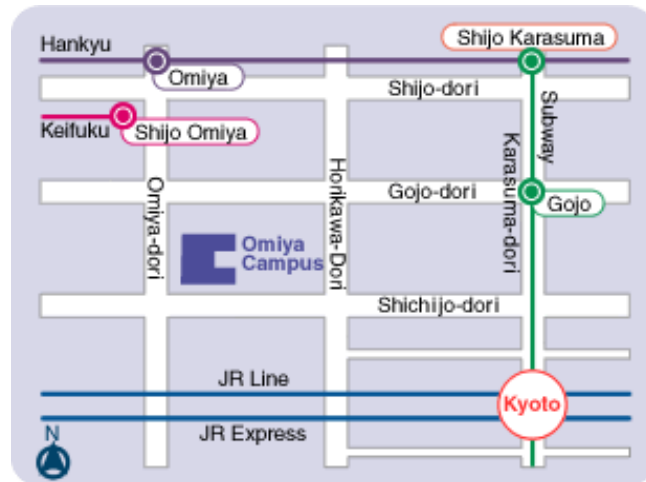 Hankyu
Shijo Karasuma
Omiya
Shijo-dori
Keifuku
Shijo Omiya
Subway
Karasuma-dori
Omiya-dori
Horikawa-Dori
Gojo-dori
Gojo
Omiya
Campus
Shichijo-dori
JR Line
Kyoto
JR Express
N